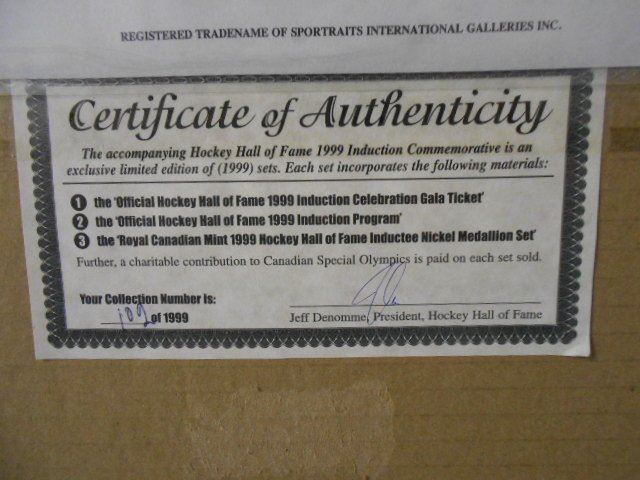 REGISTERED TRADENAME OF SPORTRAITS INTERNATIONAL GALLERIES INC.
Certificate of Authenticity
The accompanying Hockey Hall of Fame 1999 Induction Commemorative is an
exclusive limited edition of (1999) sets. Each set incorporates the following materials:
1 the 'Official Hockey Hall of Fame 1999 Induction Celebration Gala Ticket'
2 the 'Official Hockey Hall of Fame 1999 Induction Program'
3 the 'Royal Canadian Mint 1999 Hockey Hall of Fame Inductee Nickel Medallion Set'
Further, a charitable contribution to Canadian Special Olympics is paid on each set sold.
Your Collection Number is:
109 of 1999
Jeff Denomme, President, Hockey Hall of Fame